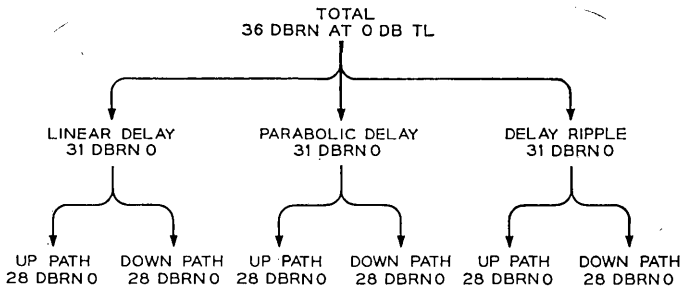 TOTAL
36 DBRN AT 0 DB TL
LINEAR DELAY
31 DBRN 0
PARABOLIC DELAY
31 DBRN 0
DELAY RIPPLE
31 DBRN 0
UP PATH
28 DBRN 0
DOWN PATH
28 DBRN 0
UP PATH
28 DBRN 0
DOWN PATH
28 DBRN 0
UP PATH
28 DBRN 0
DOWN PATH
28 DBRN 0